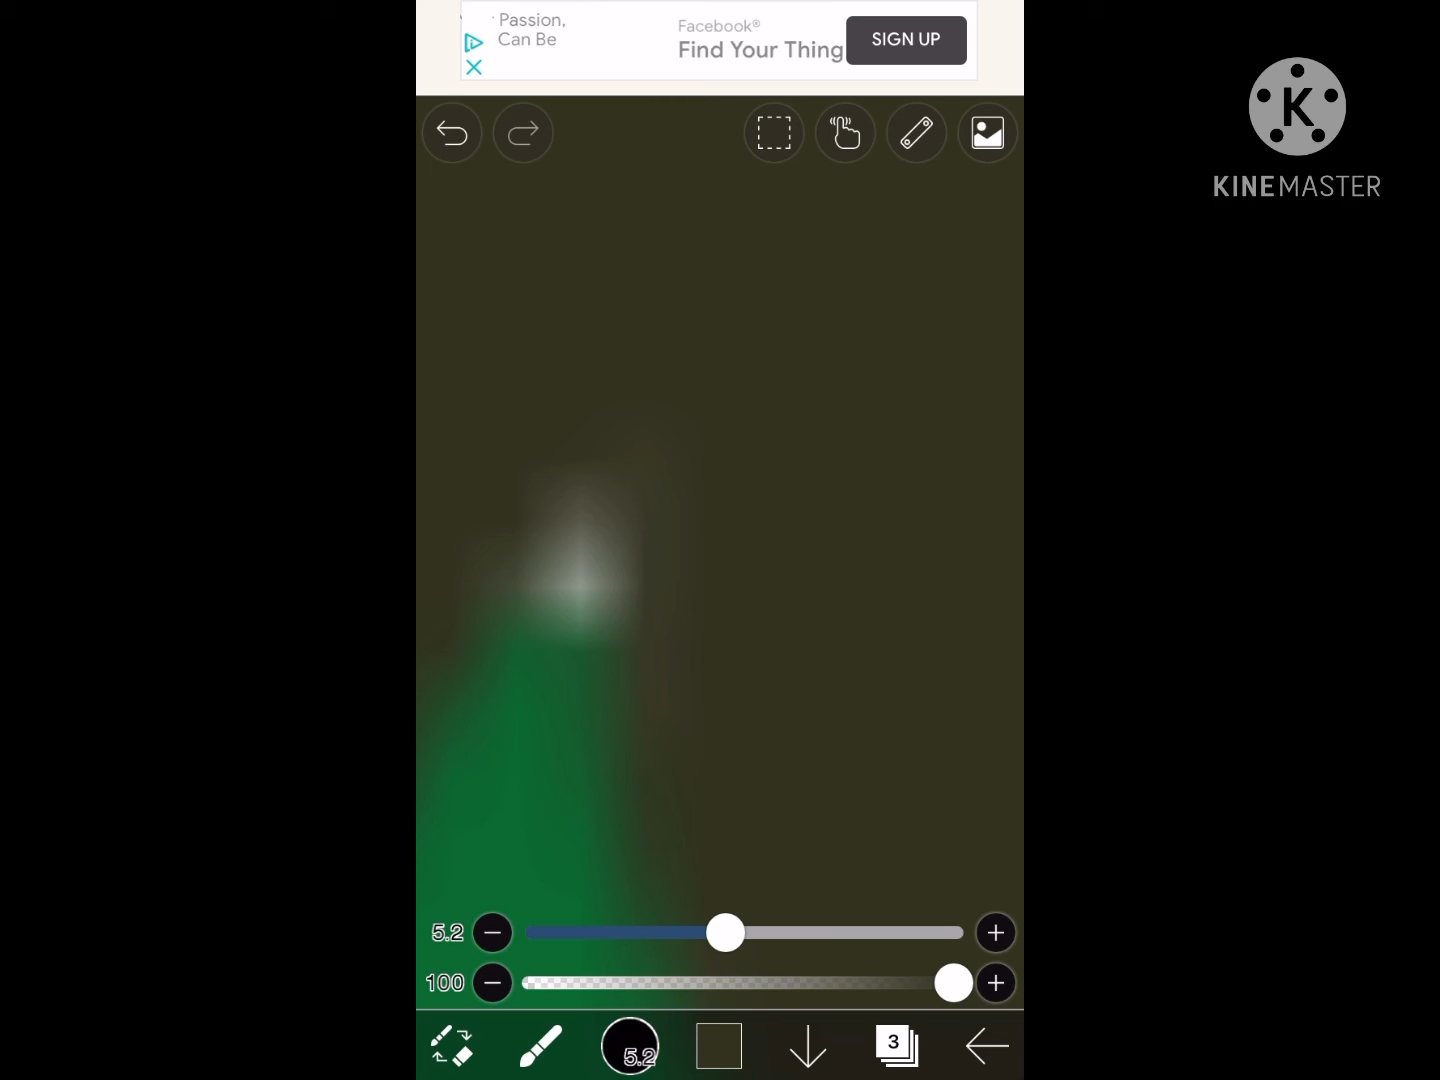 Passion,
Can Be
Facebook®
Find Your Thing
SIGN UP
KINEMASTER
5.2
100
5.2
3